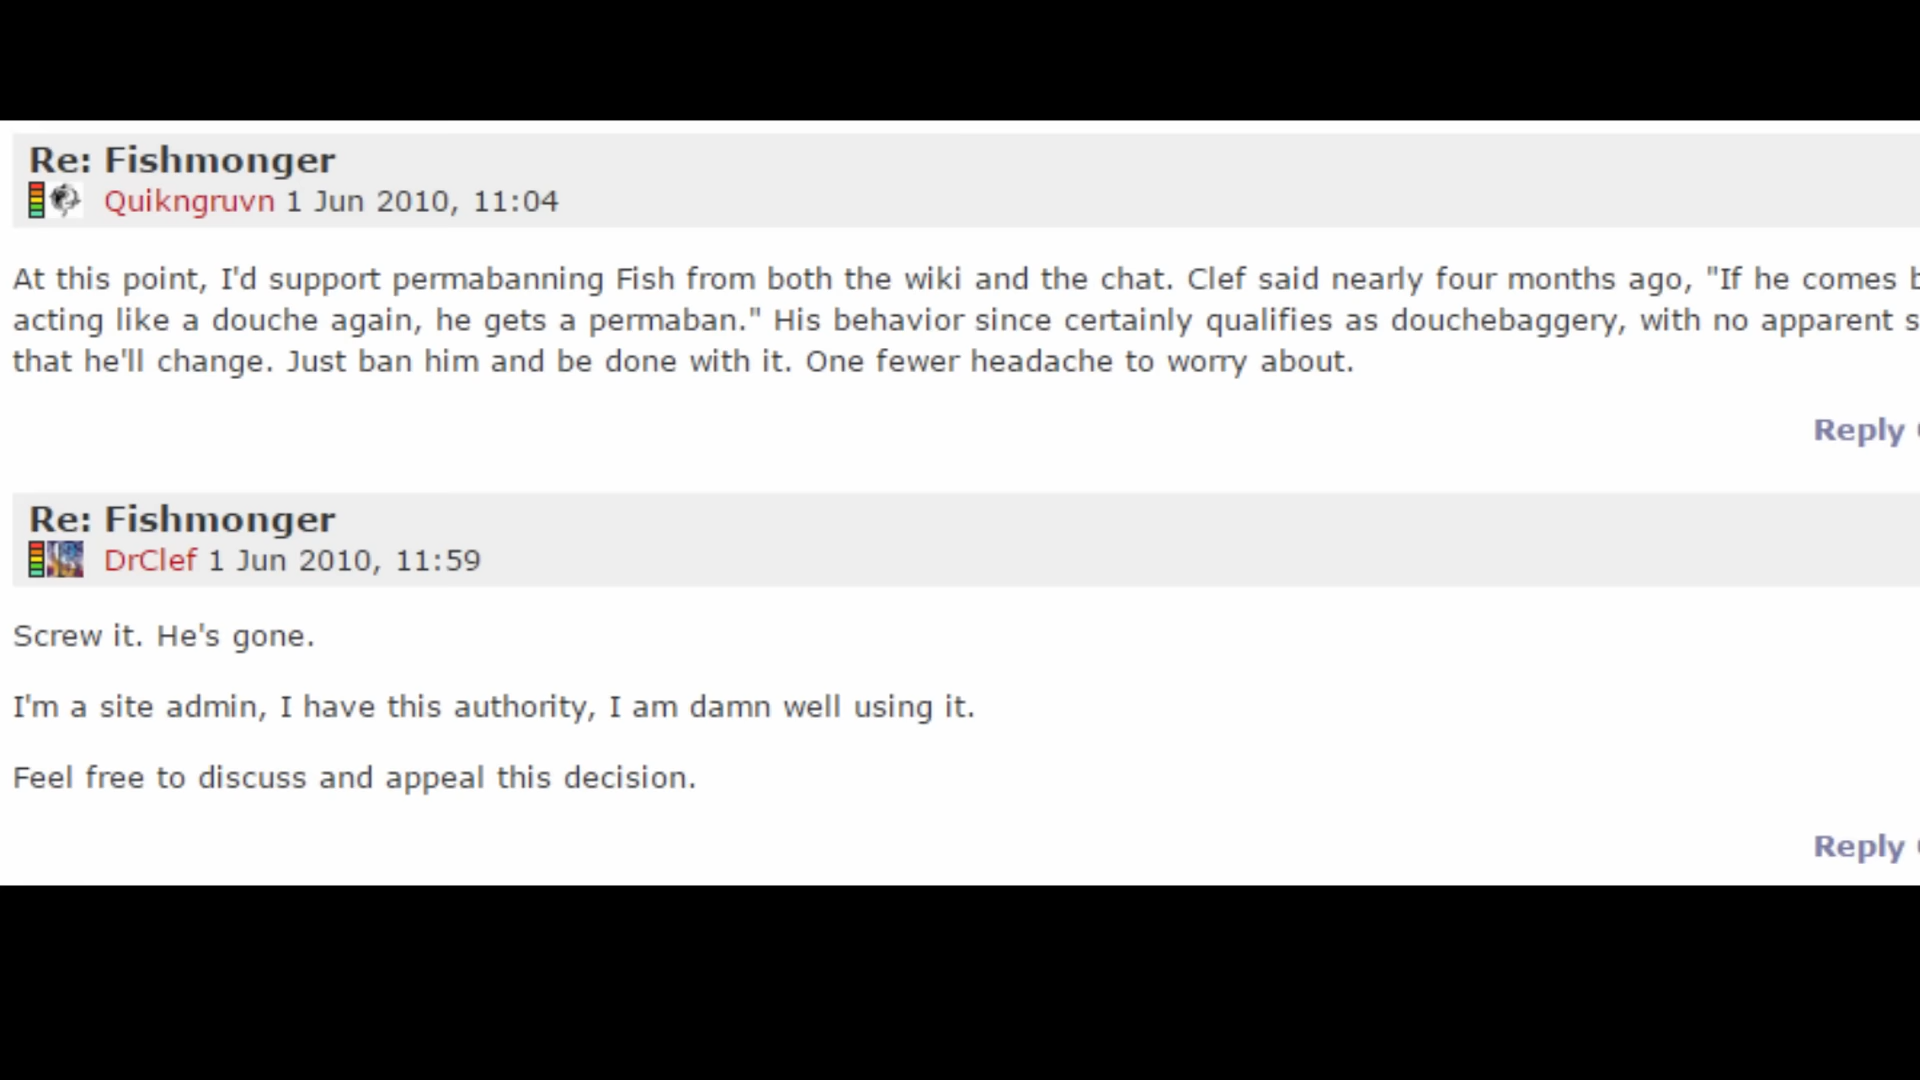 Re: Fishmonger
Quikngruvn 1 Jun 2010, 11:04
At this point, I'd support permabanning Fish from both the wiki and the chat. Clef said nearly four months ago, "If he comes
acting like a douche again, he gets a permaban." His behavior since certainly qualifies as douchebaggery, with no apparent
that he'll change. Just ban him and be done with it. One fewer headache to worry about.
Reply
Re: Fishmonger
DrClef 1 Jun 2010, 11:59
Screw it. He's gone.
I'm a site admin, I have this authority, I am damn well using it.
Feel free to discuss and appeal this decision.
Reply